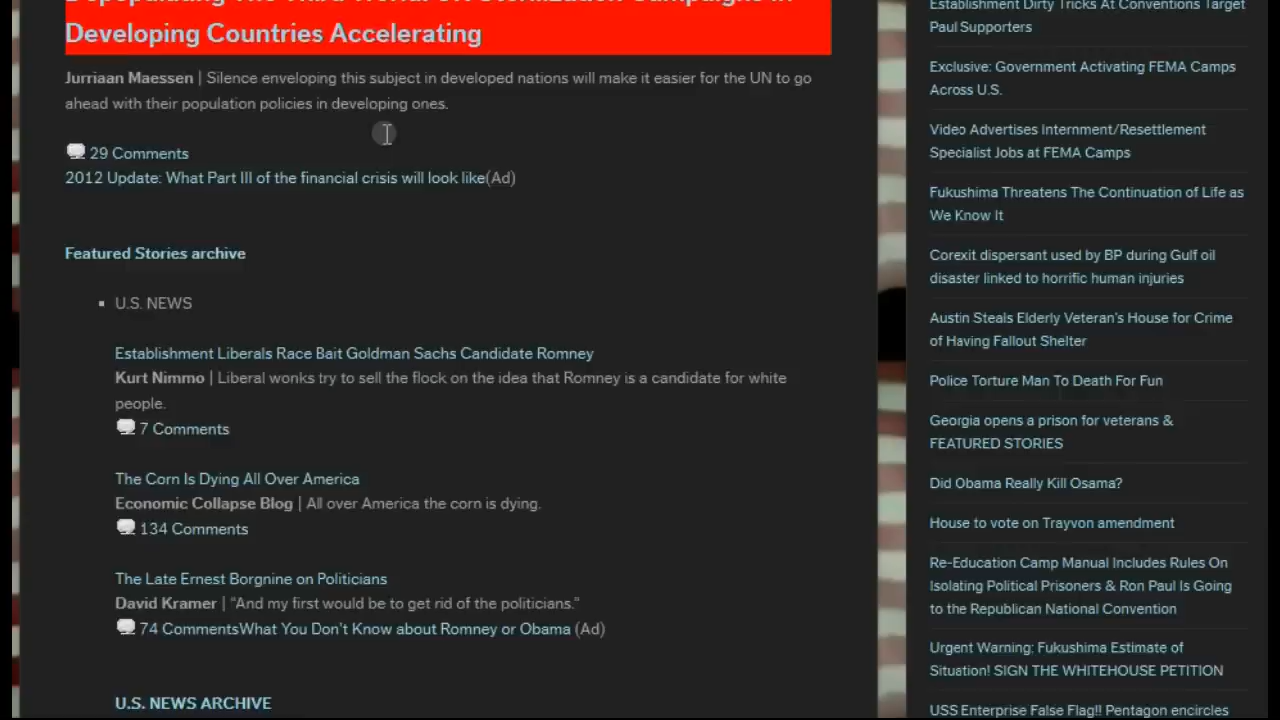 Depopulating The Third World: UN Sterilization Campaigns in
Developing Countries Accelerating
Jurriaan Maessen | Silence enveloping this subject in developed nations will make it easier for the UN to go
ahead with their population policies in developing ones.
29 Comments
2012 Update: What Part III of the financial crisis will look like(Ad)
Featured Stories archive
U.S. NEWS
Establishment Liberals Race Bait Goldman Sachs Candidate Romney
Kurt Nimmo | Liberal wonks try to sell the flock on the idea that Romney is a candidate for white
people.
7 Comments
The Corn Is Dying All Over America
Economic Collapse Blog | All over America the corn is dying.
134 Comments
The Late Ernest Borgnine on Politicians
David Kramer | “And my first would be to get rid of the politicians.”
74 CommentsWhat You Don’t Know about Romney or Obama (Ad)
U.S. NEWS ARCHIVE
Establishment Dirty Tricks At Conventions Target
Paul Supporters
Exclusive: Government Activating FEMA Camps
Across U.S.
Video Advertises Internment/Resettlement
Specialist Jobs at FEMA Camps
Fukushima Threatens The Continuation of Life as
We Know It
Corexit dispersant used by BP during Gulf oil
disaster linked to horrific human injuries
Austin Steals Elderly Veteran’s House for Crime
of Having Fallout Shelter
Police Torture Man To Death For Fun
Georgia opens a prison for veterans &
FEATURED STORIES
Did Obama Really Kill Osama?
House to vote on Trayvon amendment
Re-Education Camp Manual Includes Rules On
Isolating Political Prisoners & Ron Paul Is Going
to the Republican National Convention
Urgent Warning: Fukushima Estimate of
Situation! SIGN THE WHITEHOUSE PETITION
USS Enterprise False Flag!! Pentagon encircles